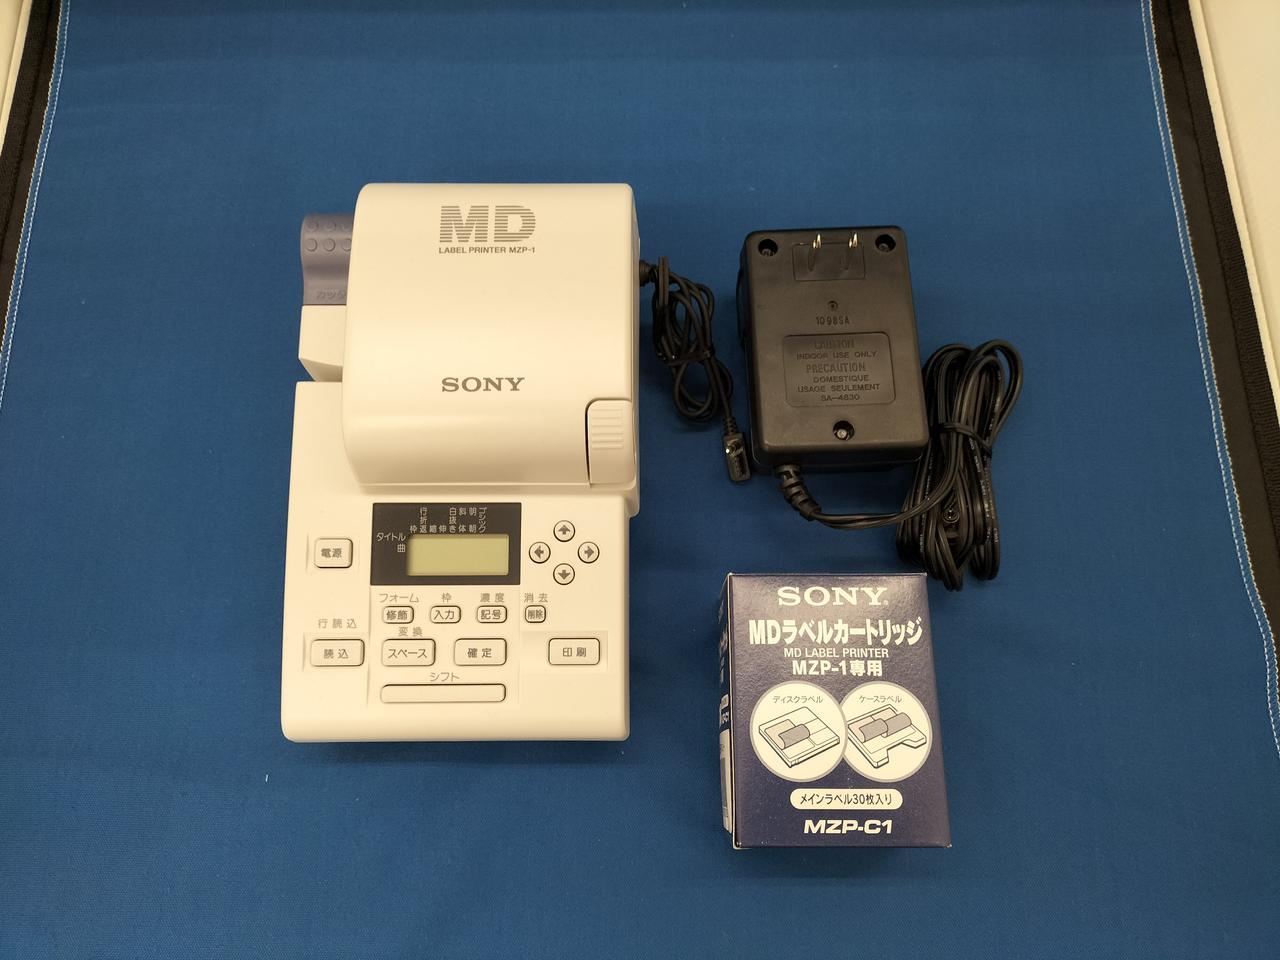 MD
LABEL PRINTER MZP-1
カッタ
SONY
行折返 縮 伸 白抜き 斜体 明朝 ゴシック
枠
タイトル
曲
電源
フォーム 枠 濃度 消去
修飾 入力 記号 削除
行読込 変換
読込 スペース 確定 印刷
シフト
1098SA
CAUTION
INDOOR USE ONLY
PRECAUTION
DOMESTIQUE
USAGE SEULEMENT
SA-4630
SONY
MDラベルカートリッジ
MD LABEL PRINTER
MZP-1専用
ディスクラベル ケースラベル
メインラベル30枚入り
MZP-C1